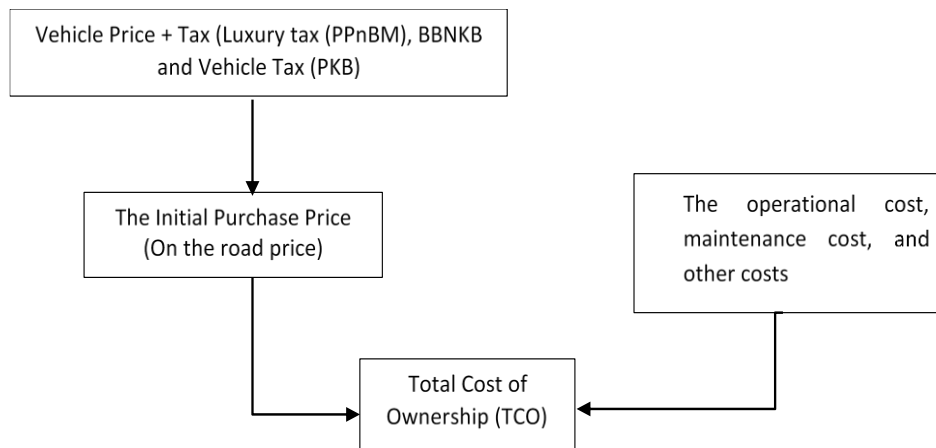 Vehicle Price + Tax (Luxury tax (PPnBM), BBNKB
and Vehicle Tax (PKB)
The Initial Purchase Price
(On the road price)
The operational cost,
maintenance cost, and
other costs
Total Cost of
Ownership (TCO)